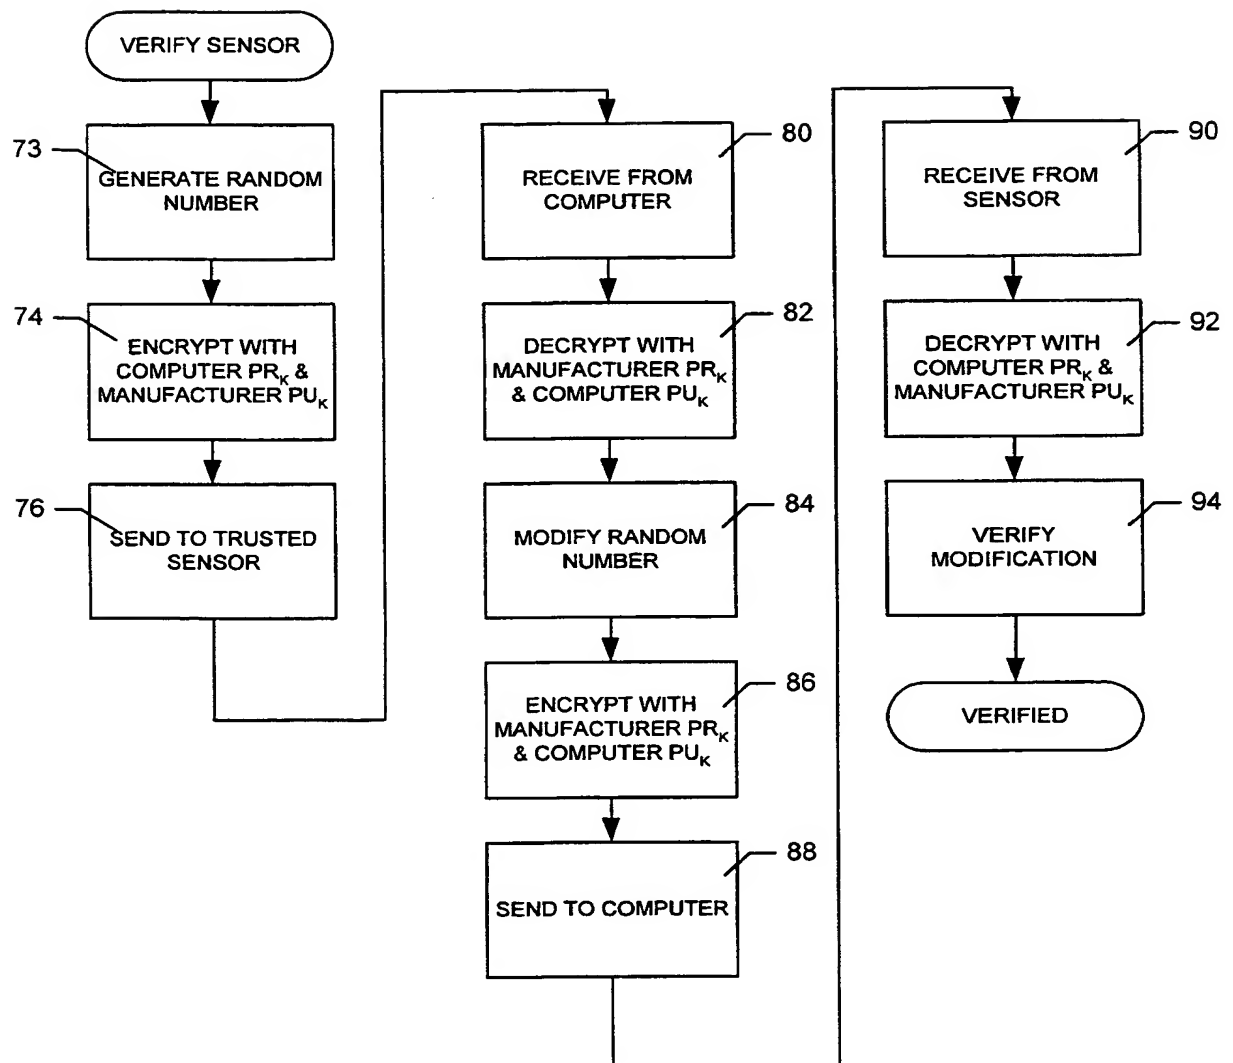 VERIFY SENSOR
73
GENERATE RANDOM
NUMBER
74
ENCRYPT WITH
COMPUTER PRK &
MANUFACTURER PUK
76
SEND TO TRUSTED
SENSOR
80
RECEIVE FROM
COMPUTER
82
DECRYPT WITH
MANUFACTURER PRK
& COMPUTER PUK
84
MODIFY RANDOM
NUMBER
86
ENCRYPT WITH
MANUFACTURER PRK
& COMPUTER PUK
88
SEND TO COMPUTER
90
RECEIVE FROM
SENSOR
92
DECRYPT WITH
COMPUTER PRK &
MANUFACTURER PUK
94
VERIFY
MODIFICATION
VERIFIED